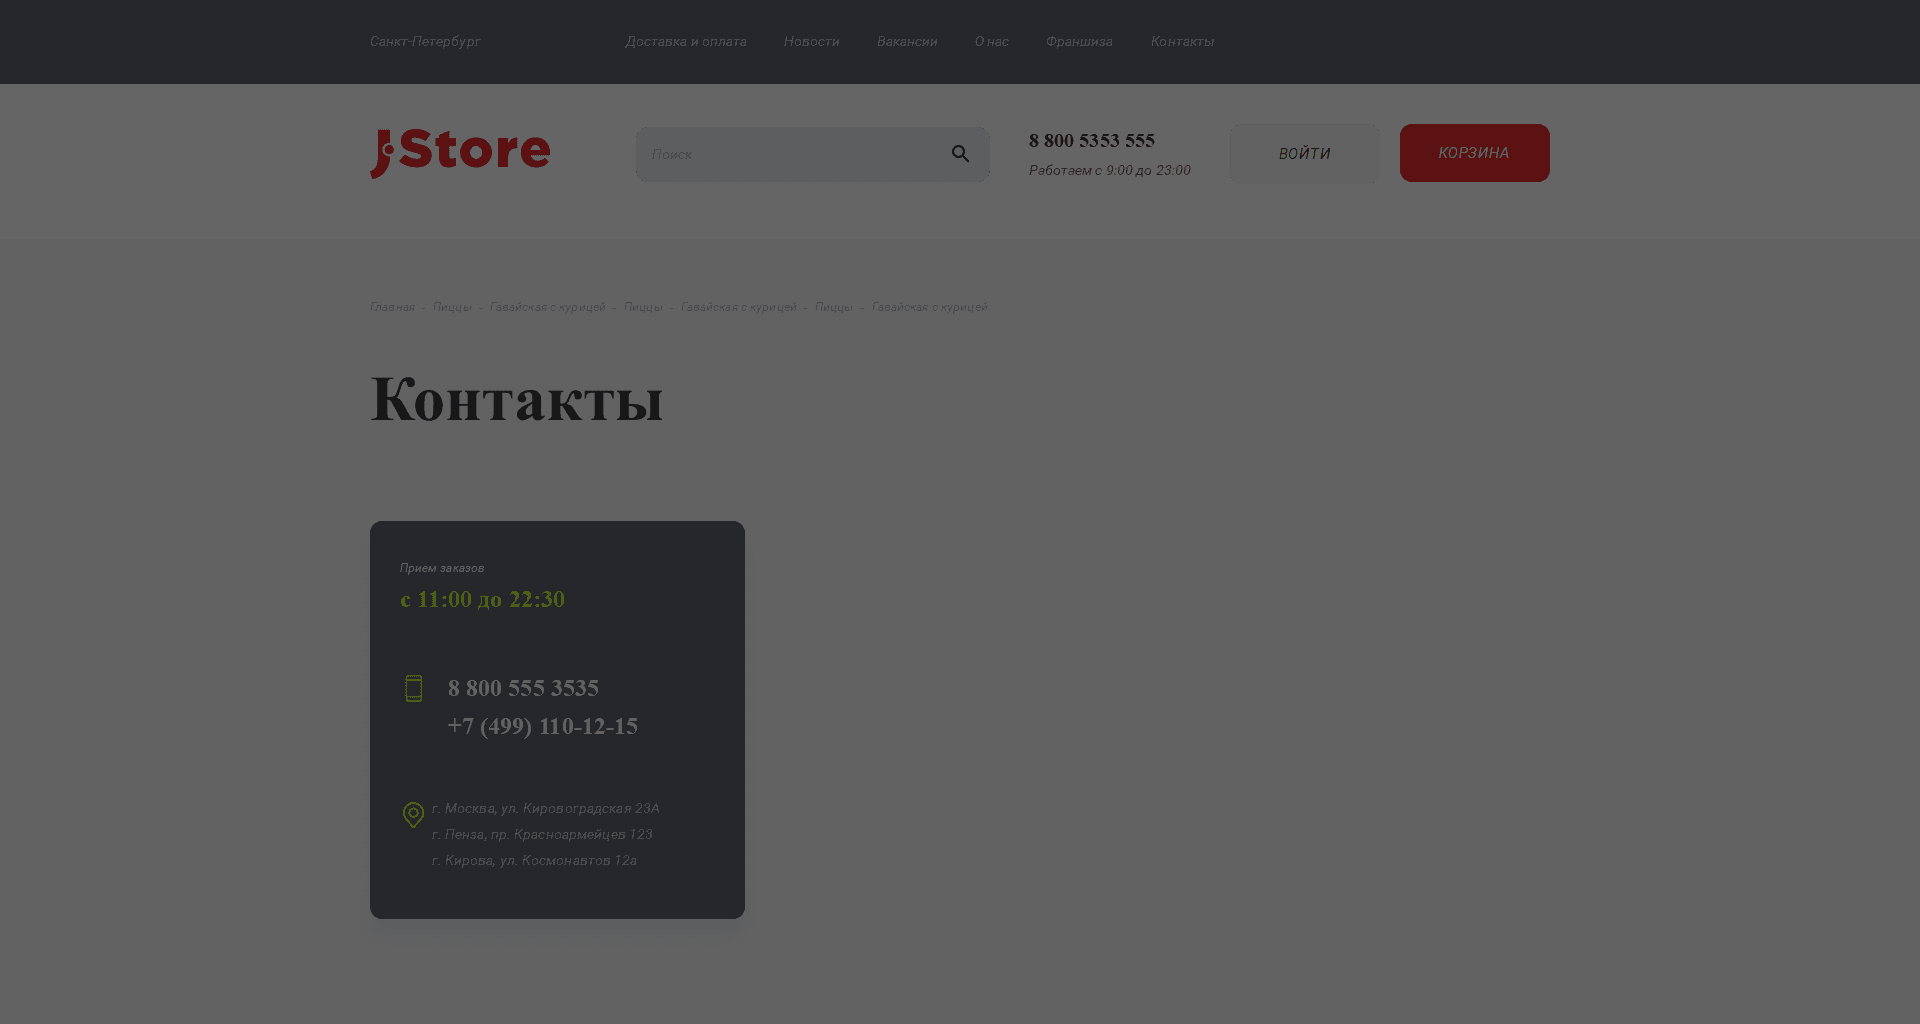 Санкт-Петербург Доставка и оплата Новости Вакансии О нас Франшиза Контакты
JStore
Поиск
8 800 5353 555
Работаем с 9:00 до 23:00
ВОЙТИ
КОРЗИНА
Главная - Пиццы - Гавайская с курицей - Пиццы - Гавайская с курицей - Пиццы - Гавайская с курицей
Контакты
Прием заказов
с 11:00 до 22:30
8 800 555 3535
+7 (499) 110-12-15
г. Москва, ул. Кировоградская 23А
г. Пенза, пр. Красноармейцев 123
г. Кирова, ул. Космонавтов 12а